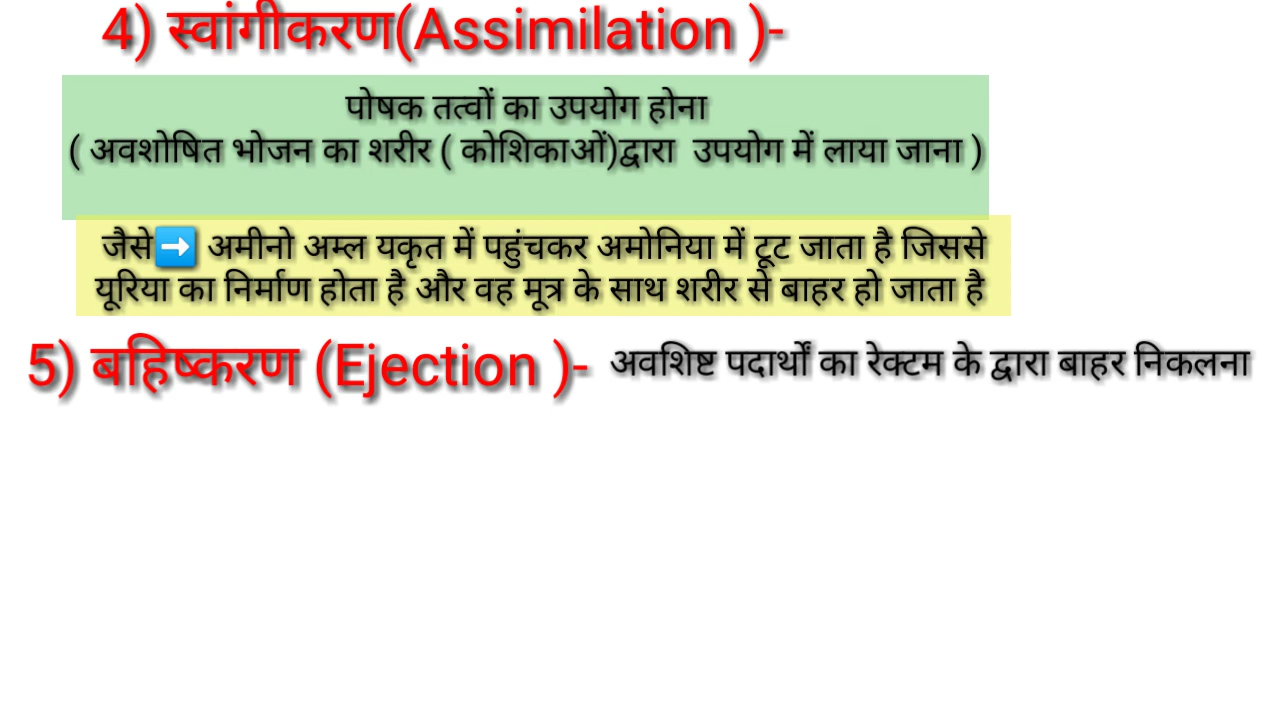 4) स्वांगीकरण(Assimilation )-
पोषक तत्वों का उपयोग होना
( अवशोषित भोजन का शरीर ( कोशिकाओं)द्वारा  उपयोग में लाया जाना )
जैसे➡️ अमीनो अम्ल यकृत में पहुंचकर अमोनिया में टूट जाता है जिससे
यूरिया का निर्माण होता है और वह मूत्र के साथ शरीर से बाहर हो जाता है
5) बहिष्करण (Ejection )- अवशिष्ट पदार्थों का रेक्टम के द्वारा बाहर निकलना